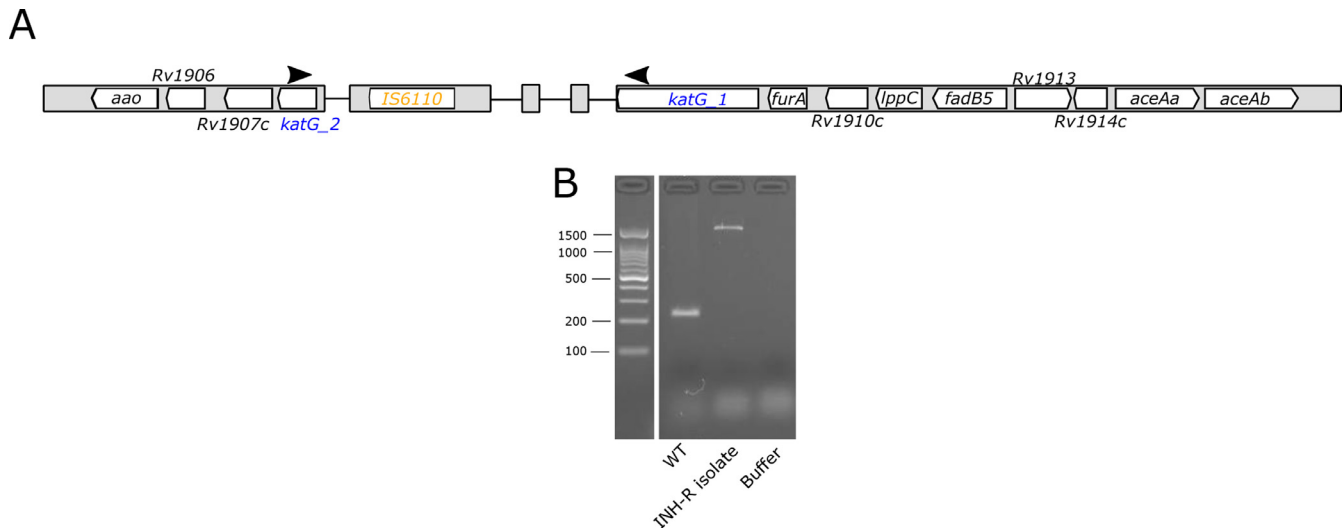 A
Rv1906
Rv1913
aao
IS6110
katG_1
furA
lppC
fadB5
aceAa
aceAb
Rv1907c
katG_2
Rv1910c
Rv1914c
B
1500
1000
500
200
100
WT
INH-R isolate
Buffer